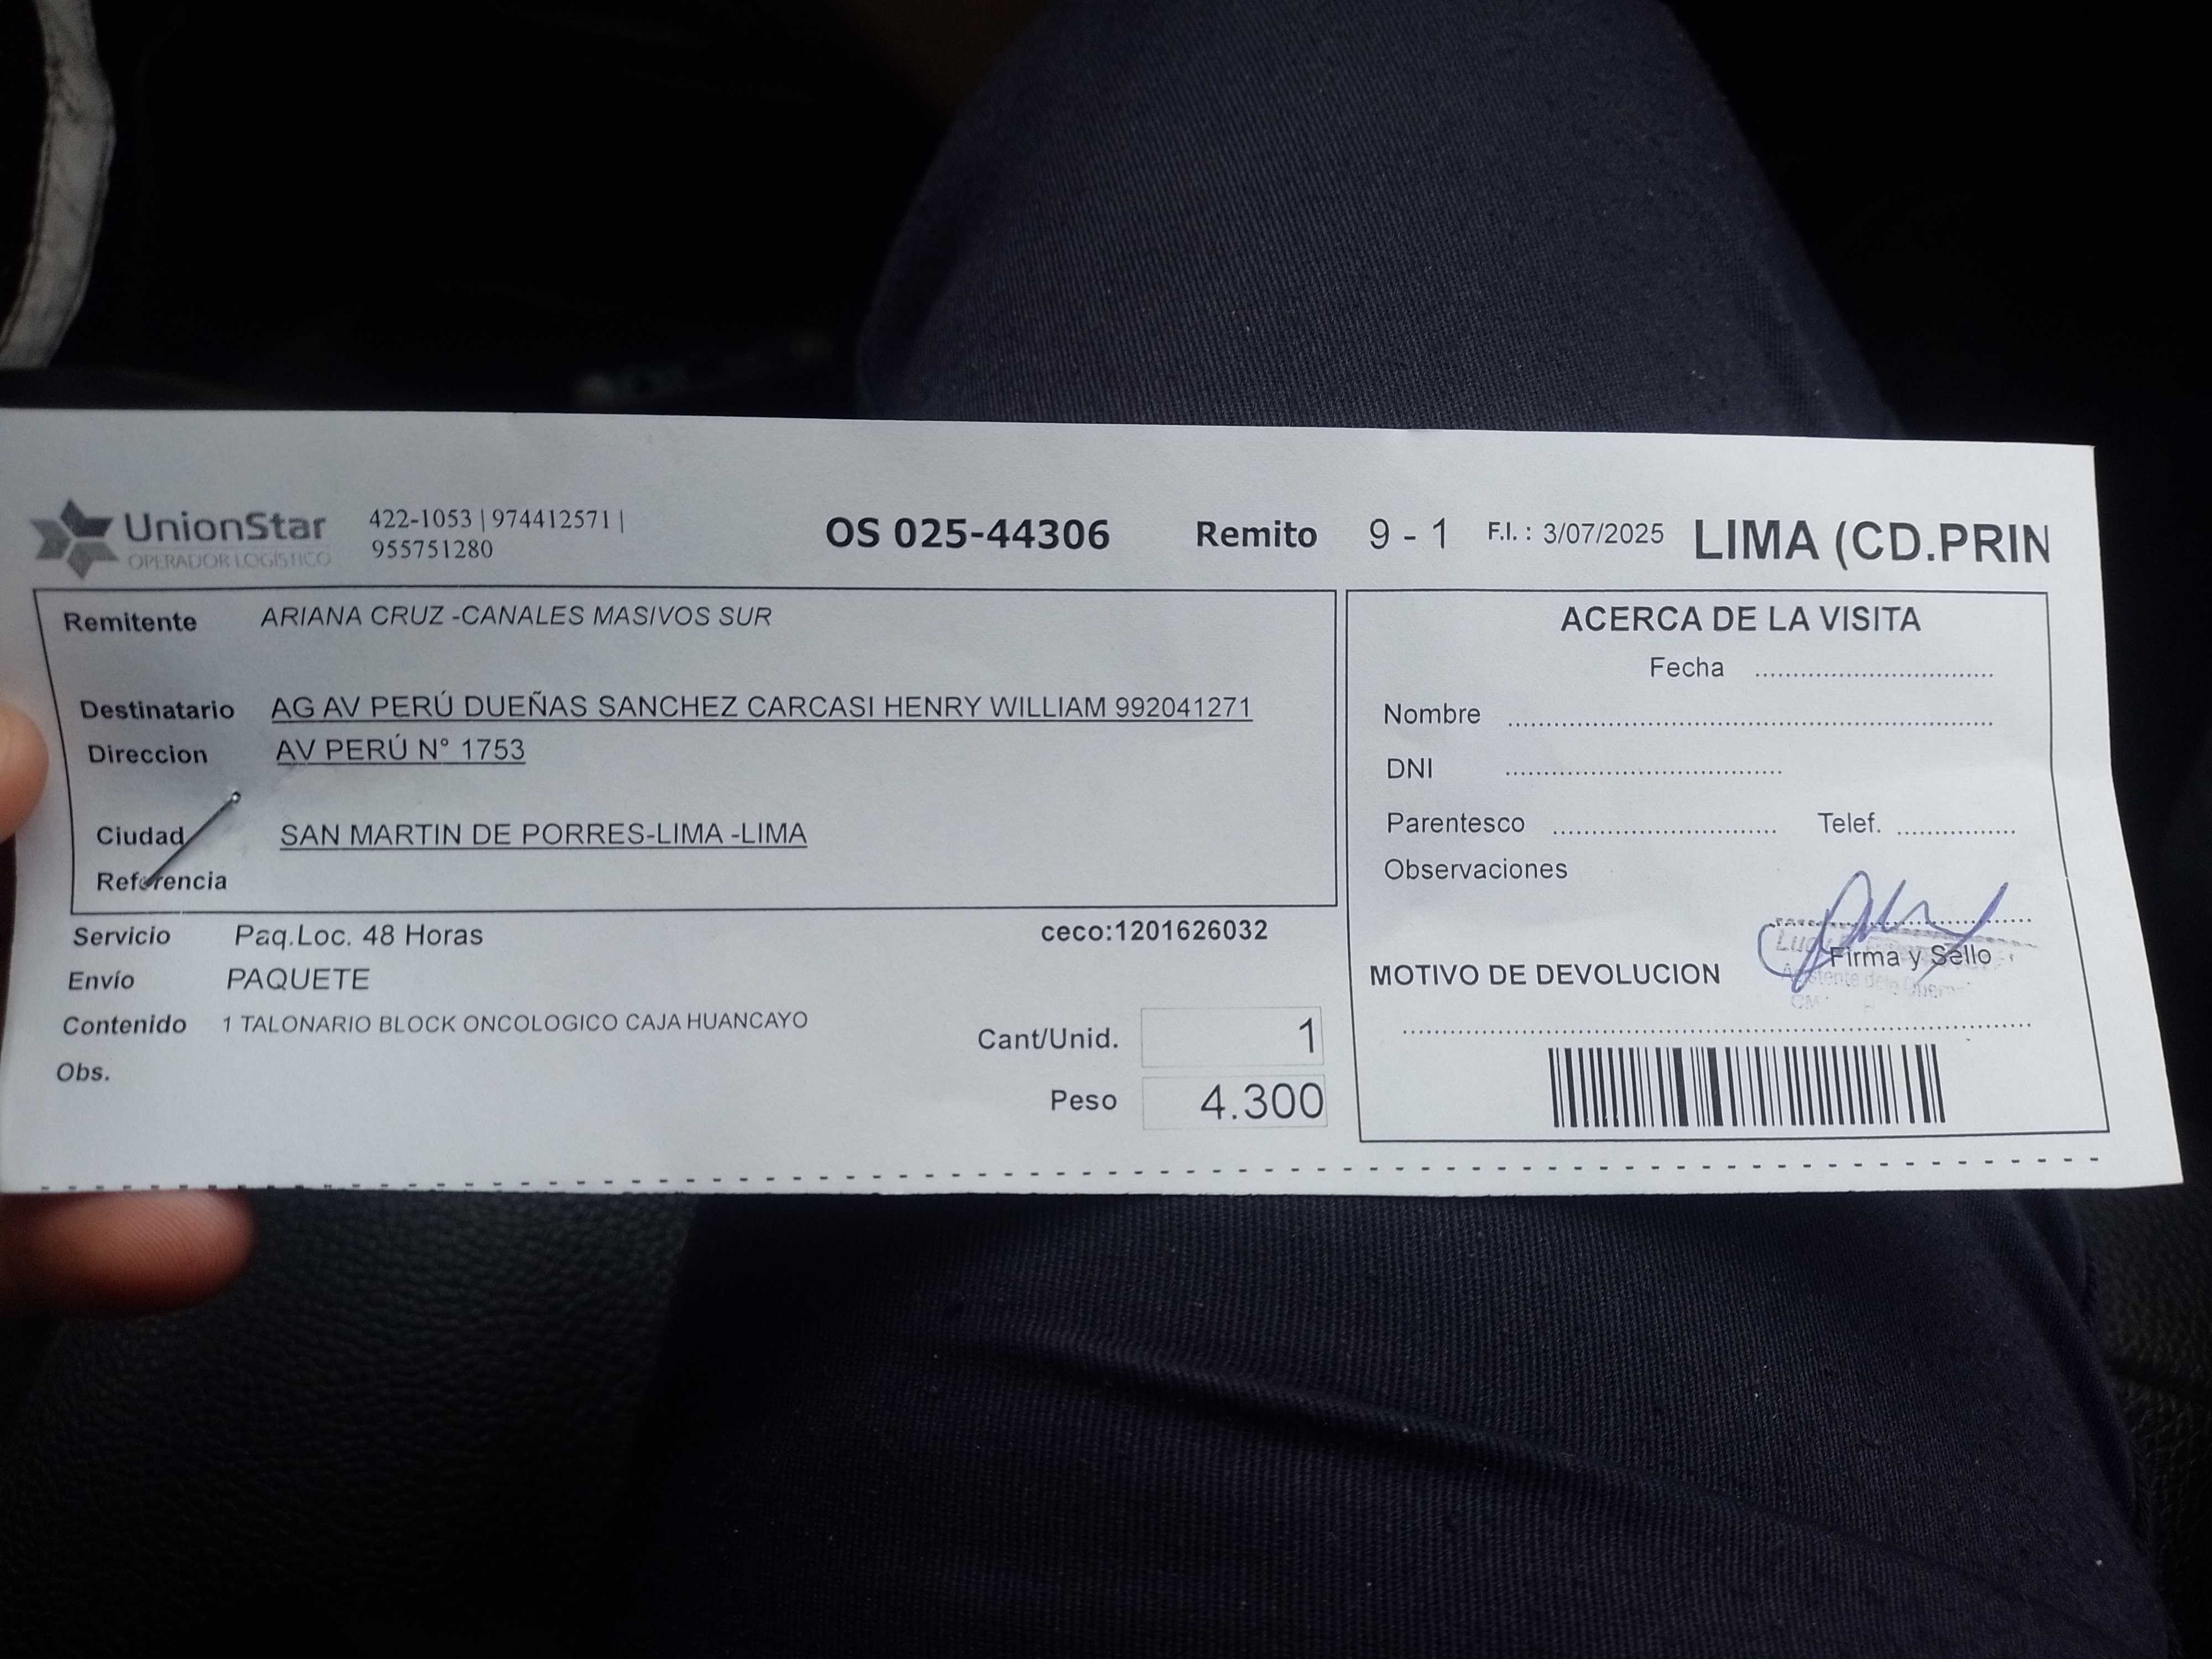 UnionStar
OPERADOR LOGÍSTICO
422-1053 | 974412571 |
955751280
OS 025-44306 Remito 9 - 1 F.I. : 3/07/2025 LIMA (CD.PRIN
Remitente ARIANA CRUZ -CANALES MASIVOS SUR
Destinatario AG AV PERÚ DUEÑAS SANCHEZ CARCASI HENRY WILLIAM 992041271
Direccion AV PERÚ N° 1753
Ciudad SAN MARTIN DE PORRES-LIMA -LIMA
Referencia
Servicio Paq.Loc. 48 Horas ceco:1201626032
Envío PAQUETE
Contenido 1 TALONARIO BLOCK ONCOLOGICO CAJA HUANCAYO
Cant/Unid. 1
Obs.
Peso 4.300
ACERCA DE LA VISITA
Fecha
Nombre
DNI
Parentesco Telef.
Observaciones
Firma y Sello
MOTIVO DE DEVOLUCION